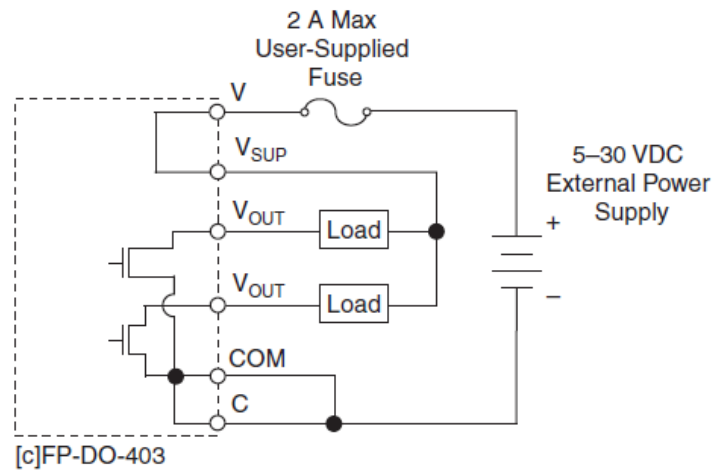 2 A Max
User-Supplied
Fuse
V
VSUP
5–30 VDC
External Power
Supply
VOUT
Load
+
VOUT
Load
–
COM
C
[c]FP-DO-403